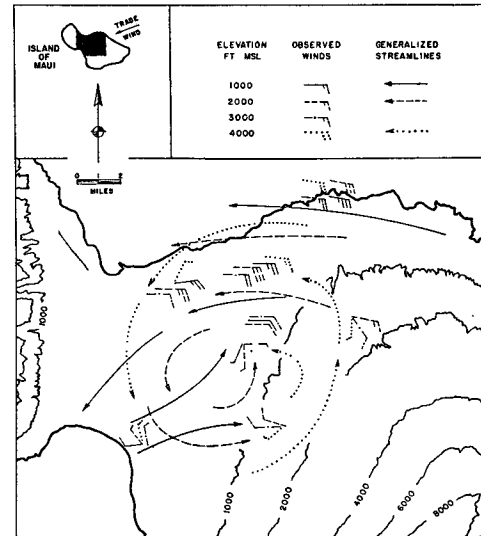 TRADE
WIND
ISLAND
OF
MAUI
0 2
MILES
ELEVATION
FT MSL
OBSERVED
WINDS
GENERALIZED
STREAMLINES
1000
2000
3000
4000
1000
1000
2000
4000
6000
8000